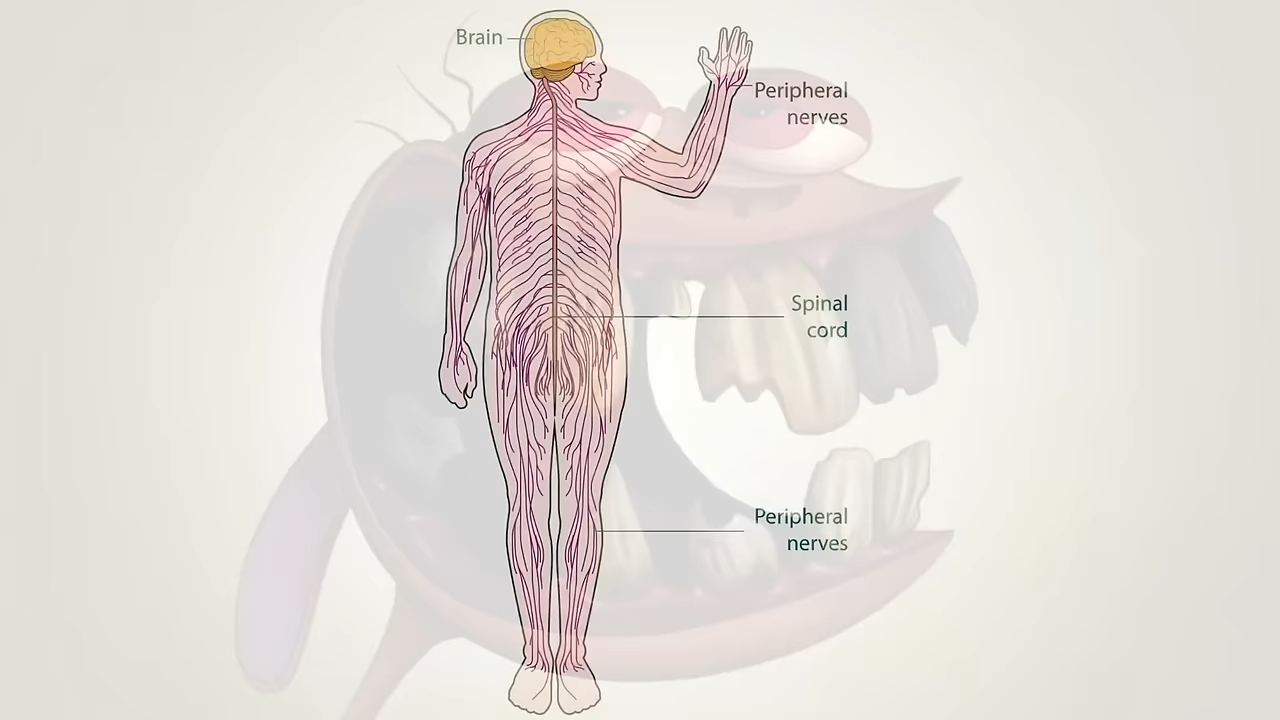 Brain
Peripheral
nerves
Spinal
cord
Peripheral
nerves